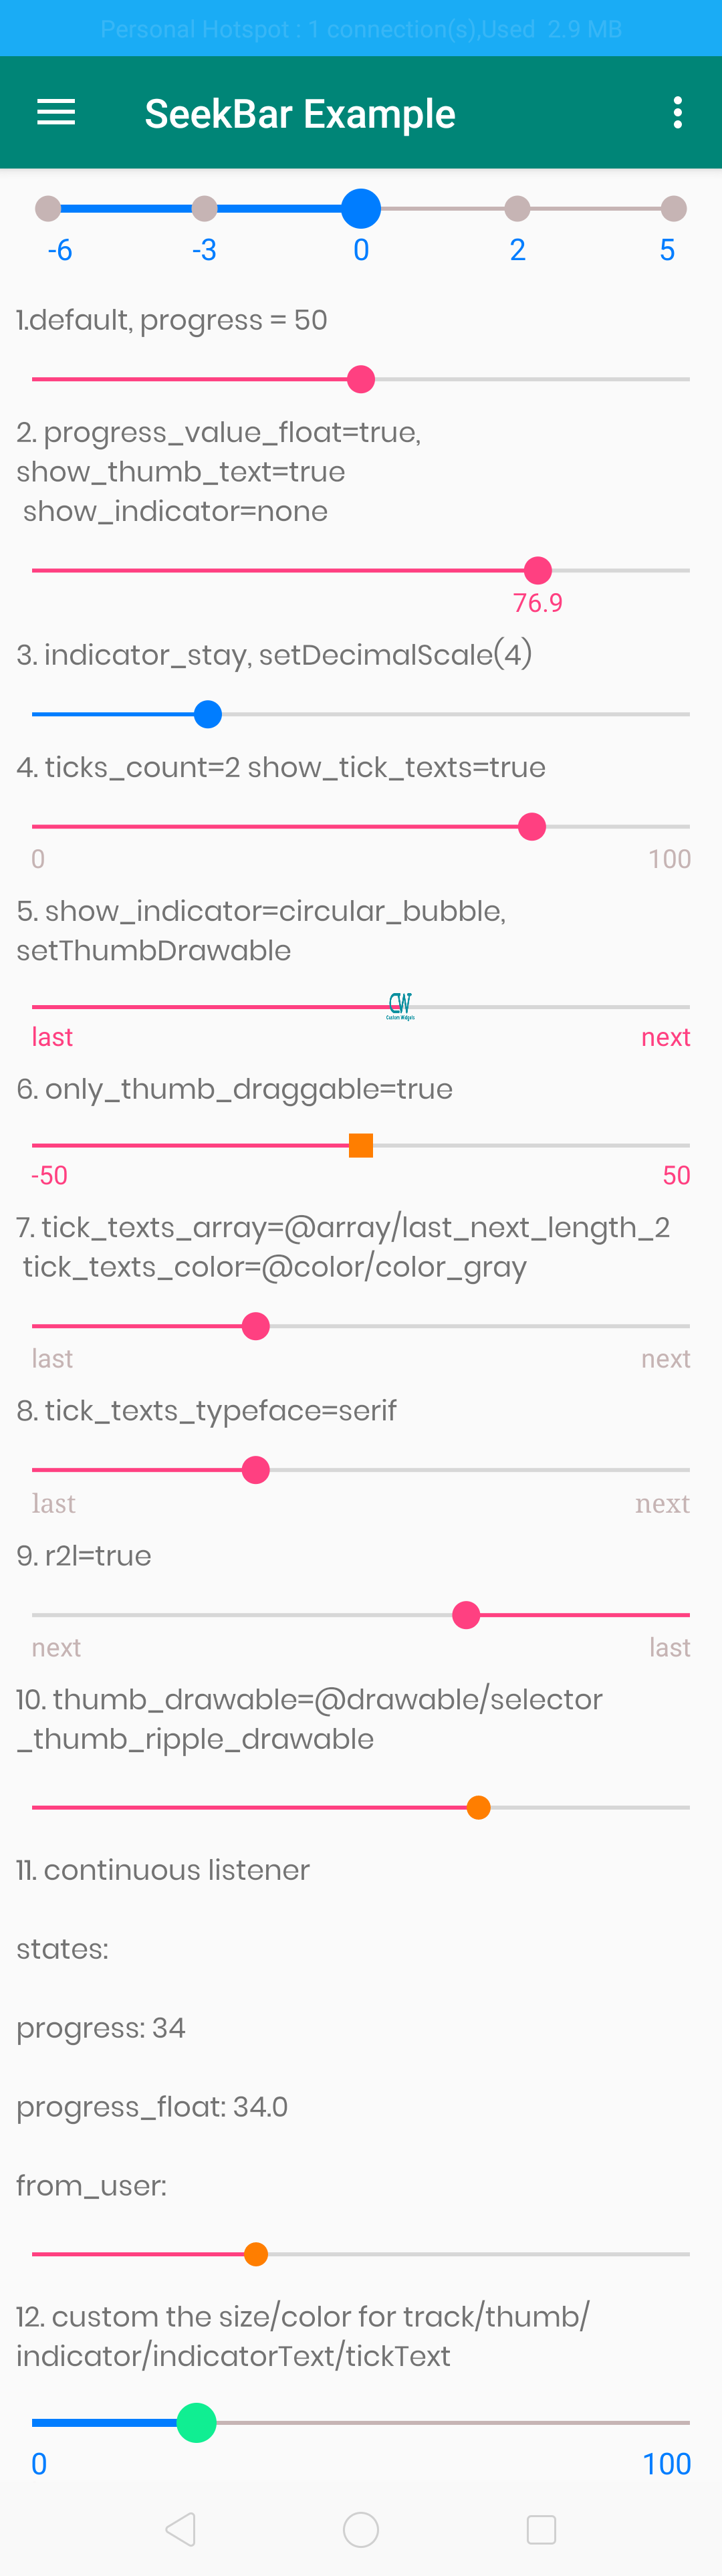 Personal Hotspot : 1 connection(s),Used  2.9 MB
SeekBar Example
-6 -3 0 2 5
1.default, progress = 50
2. progress_value_float=true,
show_thumb_text=true
show_indicator=none
76.9
3. indicator_stay, setDecimalScale(4)
4. ticks_count=2 show_tick_texts=true
0 100
5. show_indicator=circular_bubble,
setThumbDrawable
CW
Custom Widgets
last next
6. only_thumb_draggable=true
-50 50
7. tick_texts_array=@array/last_next_length_2
tick_texts_color=@color/color_gray
last next
8. tick_texts_typeface=serif
last next
9. r2l=true
next last
10. thumb_drawable=@drawable/selector
_thumb_ripple_drawable
11. continuous listener
states:
progress: 34
progress_float: 34.0
from_user:
12. custom the size/color for track/thumb/
indicator/indicatorText/tickText
0 100